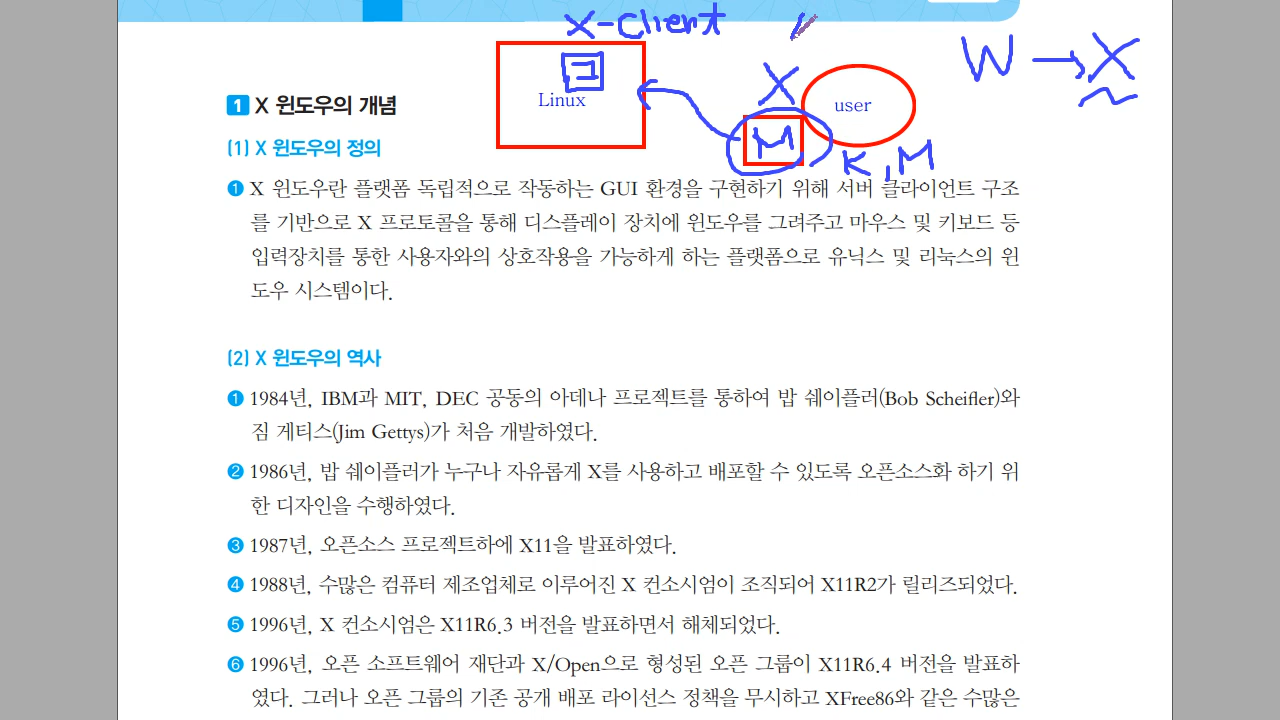 X-Client
W → X
X
Linux
user
M
K, M
1 X 윈도우의 개념
(1) X 윈도우의 정의
❶ X 윈도우란 플랫폼 독립적으로 작동하는 GUI 환경을 구현하기 위해 서버 클라이언트 구조
를 기반으로 X 프로토콜을 통해 디스플레이 장치에 윈도우를 그려주고 마우스 및 키보드 등
입력장치를 통한 사용자와의 상호작용을 가능하게 하는 플랫폼으로 유닉스 및 리눅스의 윈
도우 시스템이다.
(2) X 윈도우의 역사
❶ 1984년, IBM과 MIT, DEC 공동의 아데나 프로젝트를 통하여 밥 쉐이플러(Bob Scheifler)와
짐 게티스(Jim Gettys)가 처음 개발하였다.
❷ 1986년, 밥 쉐이플러가 누구나 자유롭게 X를 사용하고 배포할 수 있도록 오픈소스화 하기 위
한 디자인을 수행하였다.
❸ 1987년, 오픈소스 프로젝트하에 X11을 발표하였다.
❹ 1988년, 수많은 컴퓨터 제조업체로 이루어진 X 컨소시엄이 조직되어 X11R2가 릴리즈되었다.
❺ 1996년, X 컨소시엄은 X11R6.3 버전을 발표하면서 해체되었다.
❻ 1996년, 오픈 소프트웨어 재단과 X/Open으로 형성된 오픈 그룹이 X11R6.4 버전을 발표하
였다. 그러나 오픈 그룹의 기존 공개 배포 라이선스 정책을 무시하고 XFree86와 같은 수많은